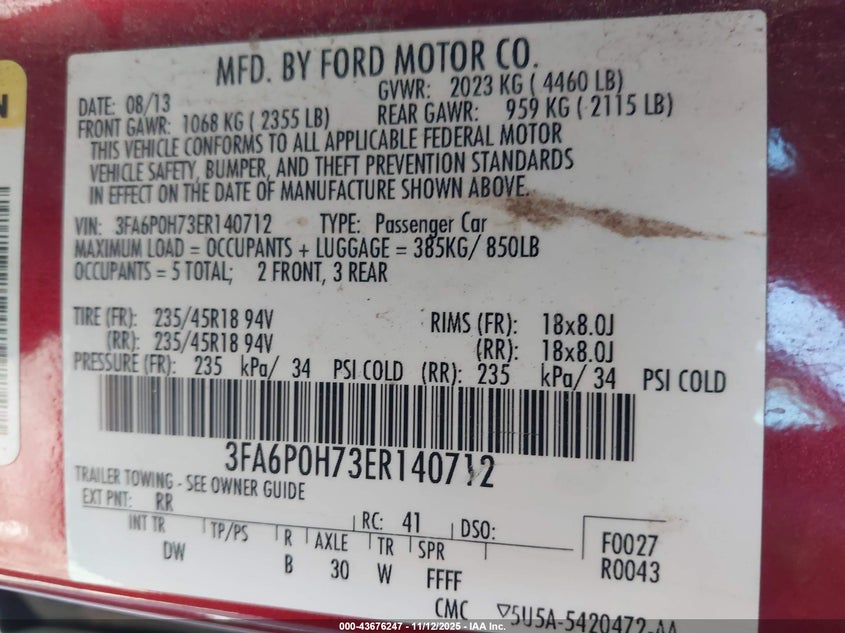 MFD. BY FORD MOTOR CO.
DATE: 08/13 GVWR: 2023 KG ( 4460 LB)
FRONT GAWR: 1068 KG ( 2355 LB) REAR GAWR: 959 KG ( 2115 LB)
THIS VEHICLE CONFORMS TO ALL APPLICABLE FEDERAL MOTOR
VEHICLE SAFETY, BUMPER, AND THEFT PREVENTION STANDARDS
IN EFFECT ON THE DATE OF MANUFACTURE SHOWN ABOVE.
VIN: 3FA6P0H73ER140712 TYPE: Passenger Car
MAXIMUM LOAD = OCCUPANTS + LUGGAGE = 385KG/ 850LB
OCCUPANTS = 5 TOTAL; 2 FRONT, 3 REAR
TIRE (FR): 235/45R18 94V RIMS (FR): 18x8.0J
(RR): 235/45R18 94V (RR): 18x8.0J
PRESSURE (FR): 235 kPa/ 34 PSI COLD (RR): 235 kPa/ 34 PSI COLD
3FA6P0H73ER140712
TRAILER TOWING - SEE OWNER GUIDE
EXT PNT: RR RC: 41 DSO:
INT TR TP/PS R AXLE TR SPR F0027
DW B 30 W FFFF R0043
CMC 5U5A-5420472-AA
N
000-43676247 - 11/12/2025 - IAA Inc.